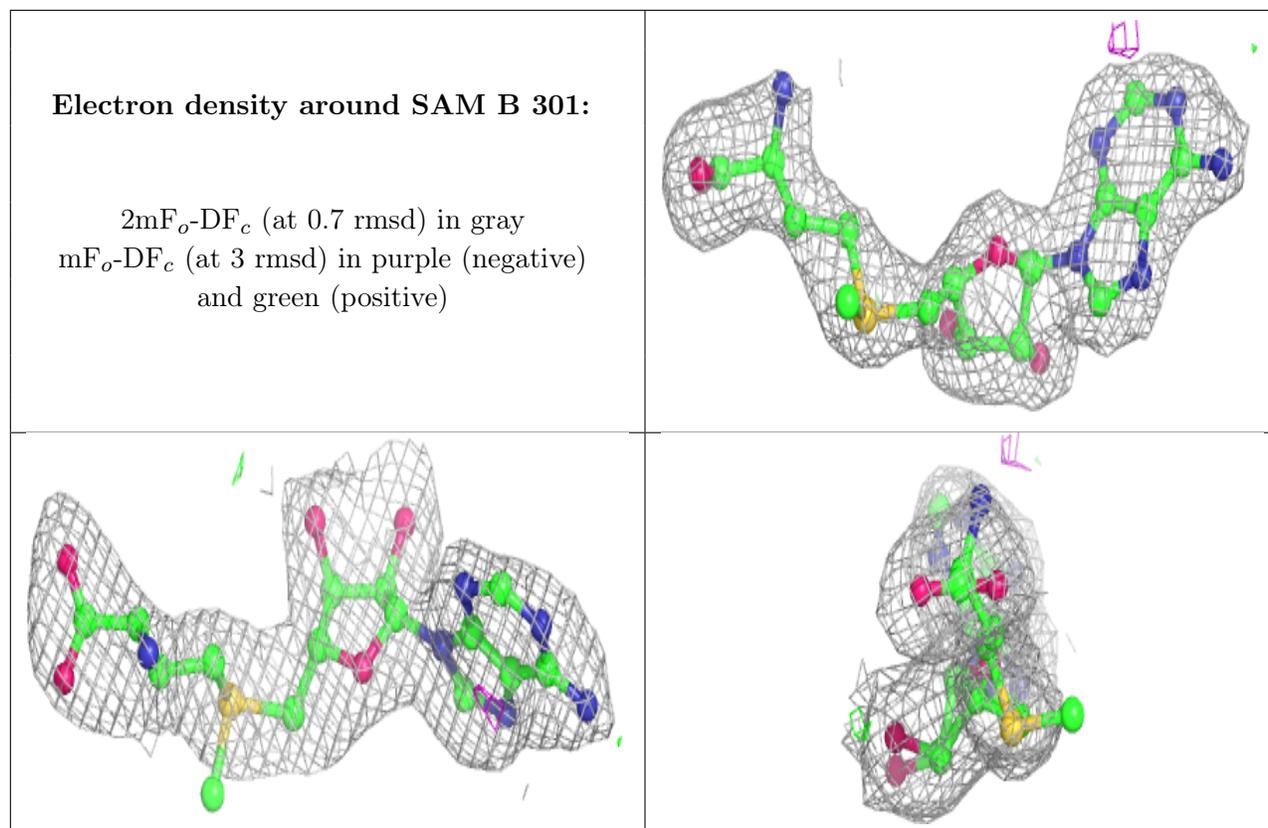 Electron density around SAM B 301:
2mFo-DFc (at 0.7 rmsd) in gray
mFo-DFc (at 3 rmsd) in purple (negative)
and green (positive)